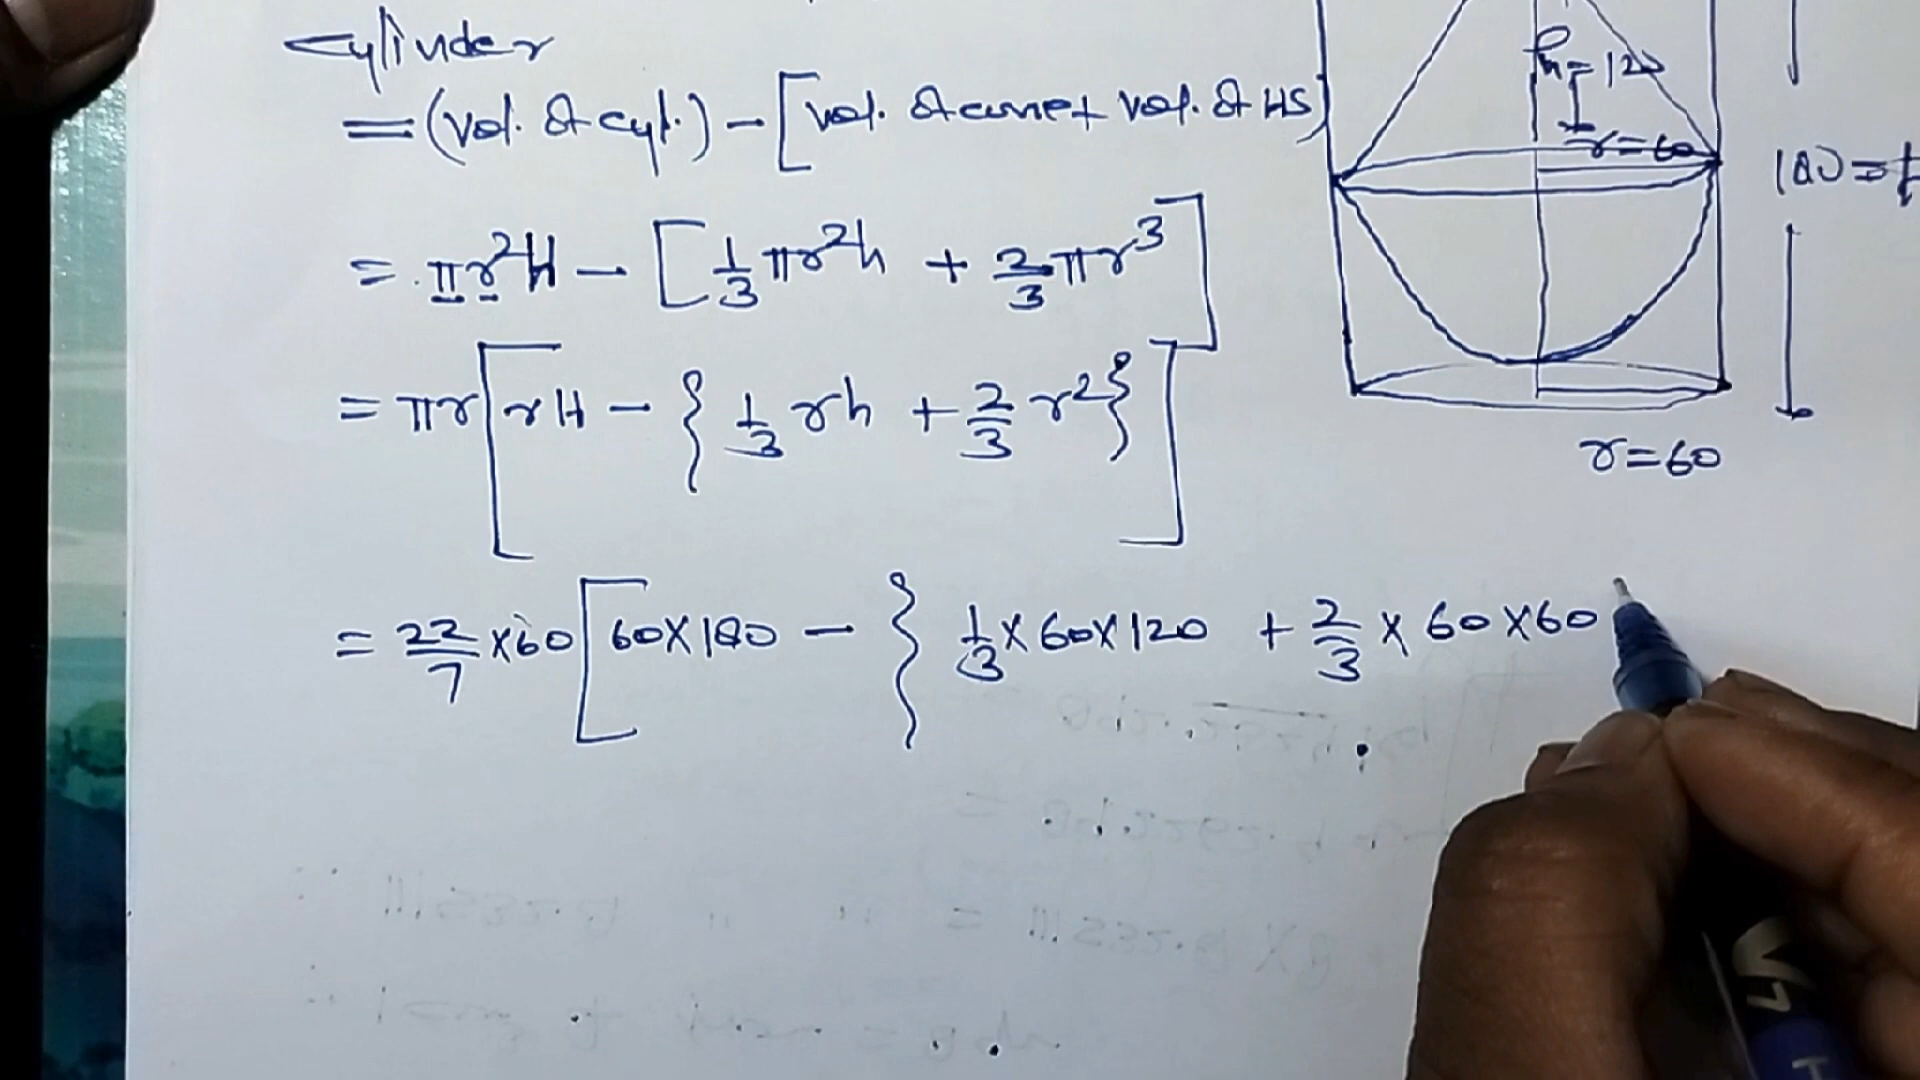 Cylinder
= (Vol. of cyl.) - [Vol. of cone + Vol. of HS]
= πr²H - [1/3 πr²h + 2/3 πr³]
= πr [rH - {1/3 rh + 2/3 r²}]
= 22/7 × 60 [60 × 180 - { 1/3 × 60 × 120 + 2/3 × 60 × 60
h = 120
r = 60
180 =
r = 60
V7
T